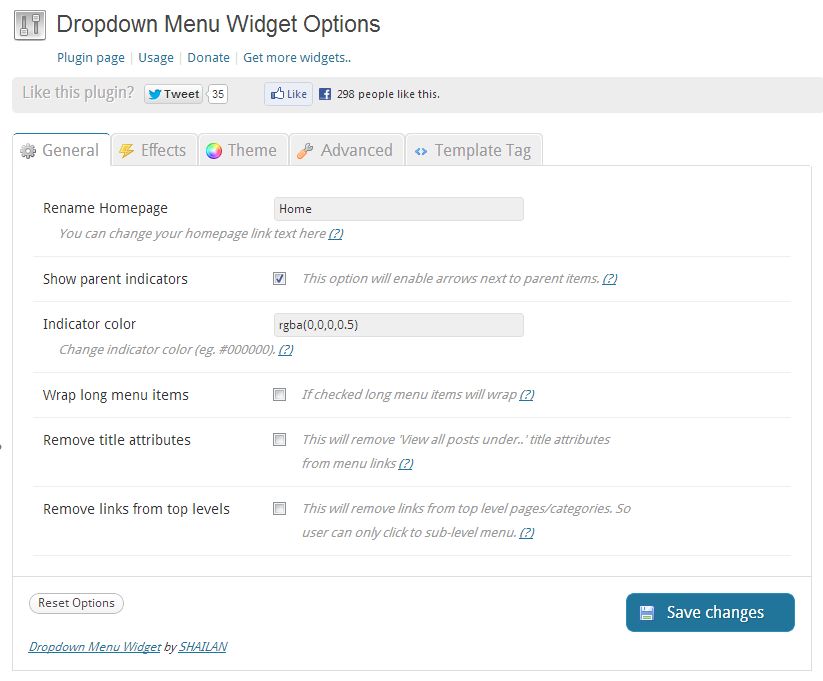 Dropdown Menu Widget Options
Plugin page | Usage | Donate | Get more widgets..
Like this plugin? Tweet 35 Like 298 people like this.
General Effects Theme Advanced Template Tag
Rename Homepage Home
You can change your homepage link text here (?)
Show parent indicators This option will enable arrows next to parent items. (?)
Indicator color rgba(0,0,0,0.5)
Change indicator color (eg. #000000). (?)
Wrap long menu items If checked long menu items will wrap (?)
Remove title attributes This will remove 'View all posts under..' title attributes
from menu links (?)
Remove links from top levels This will remove links from top level pages/categories. So
user can only click to sub-level menu. (?)
Reset Options Save changes
Dropdown Menu Widget by SHAILAN